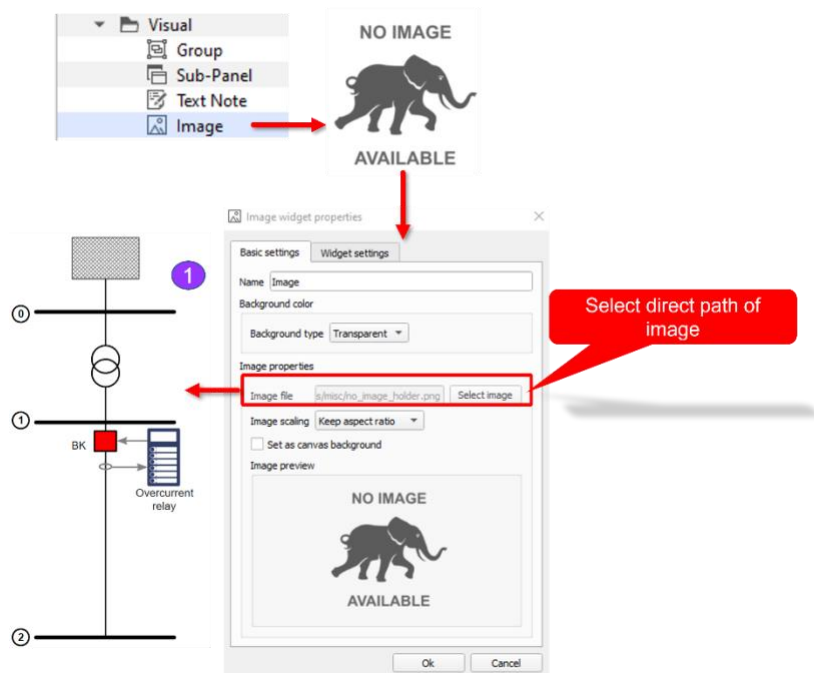 Visual
Group
Sub-Panel
Text Note
Image
NO IMAGE
AVAILABLE
Image widget properties
Basic settings
Widget settings
Name
Image
Background color
Background type
Transparent
Image properties
Image file
s/misc/no_image_holder.png
Select image
Image scaling
Keep aspect ratio
Set as canvas background
Image preview
NO IMAGE
AVAILABLE
Ok
Cancel
Select direct path of
image
1
0
1
BK
Overcurrent
relay
2